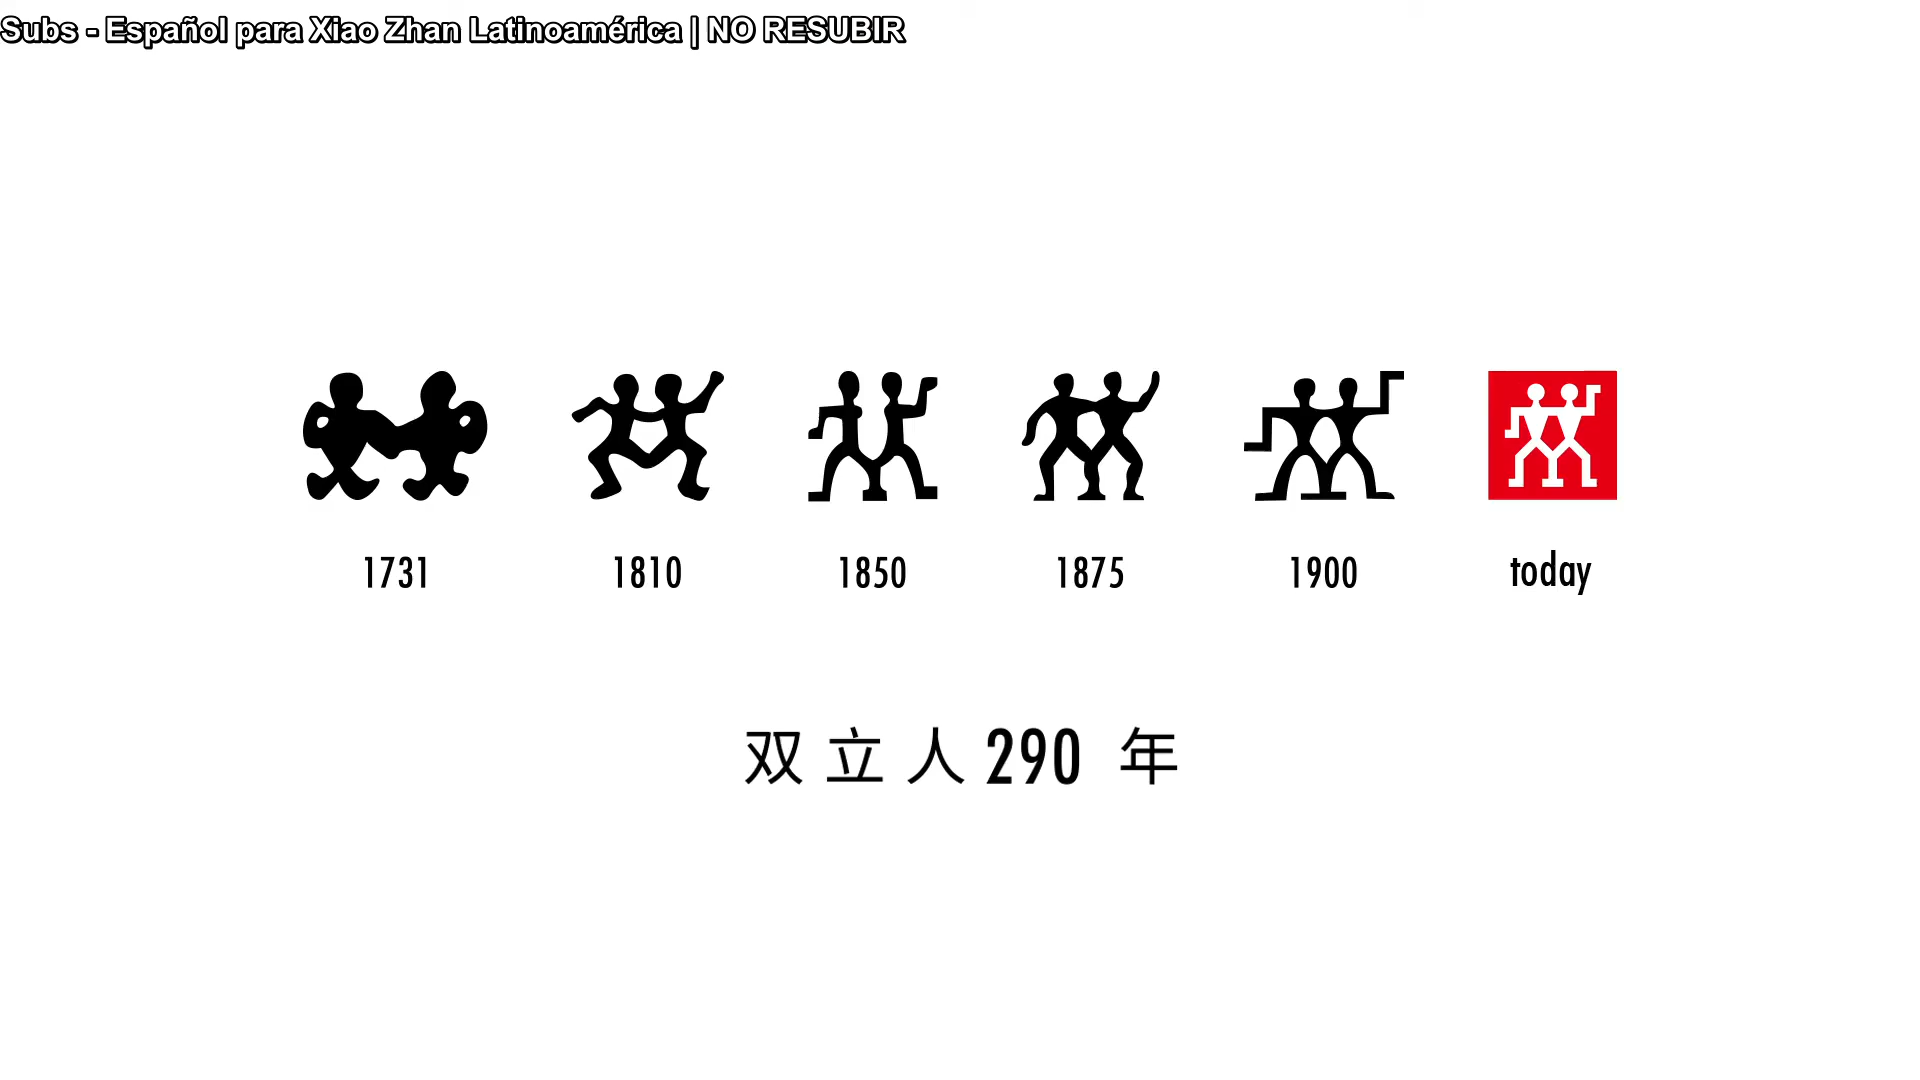 Subs - Español para Xiao Zhan Latinoamérica | NO RESUBIR
1731 1810 1850 1875 1900 today
双立人290 年